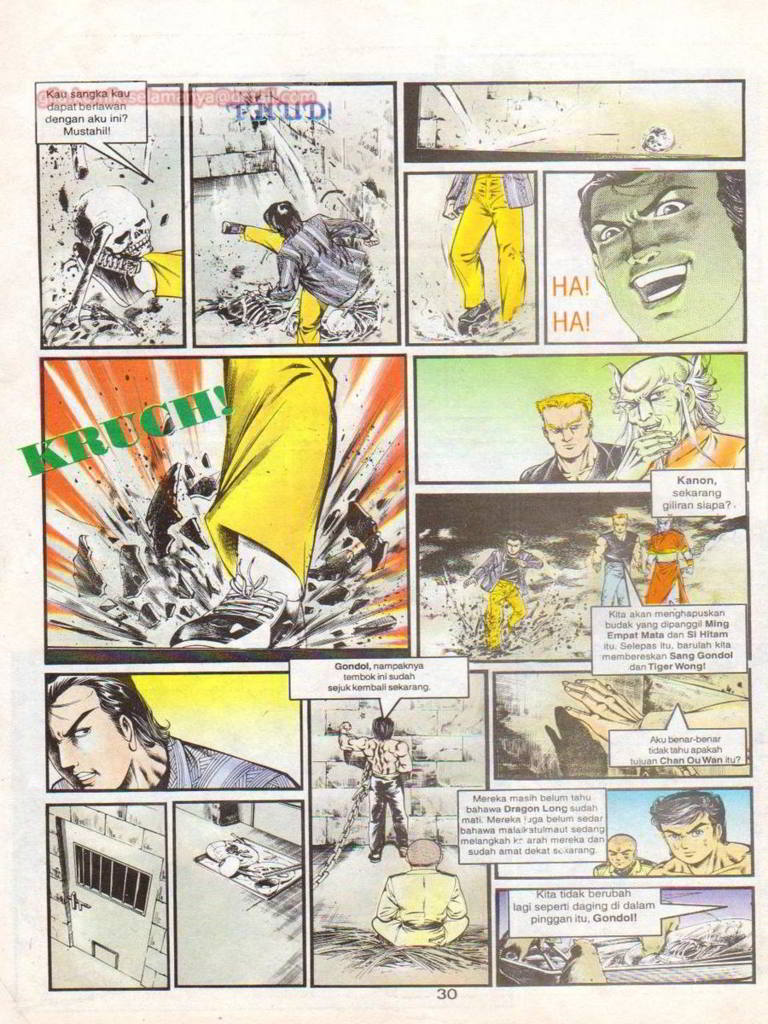 Kau sangka kau
dapat berlawan
dengan aku ini?
Mustahil!
THUD!
HA!
HA!
KRUCH!
Kanon,
sekarang
giliran siapa?
Kita akan menghapuskan
budak yang dipanggil Ming
Empat Mata dan Si Hitam
itu. Selepas itu, barulah kita
membereskan Sang Gondol
dan Tiger Wong!
Gondol, nampaknya
tembok ini sudah
sejuk kembali sekarang.
Aku benar-benar
tidak tahu apakah
tujuan Chan Ou Wan itu?
Mereka masih belum tahu
bahawa Dragon Long sudah
mati. Mereka juga belum sedar
bahawa malaikatulmaut sedang
melangkah ke arah mereka dan
sudah amat dekat sekarang.
Kita tidak berubah
lagi seperti daging di dalam
pinggan itu, Gondol!
30